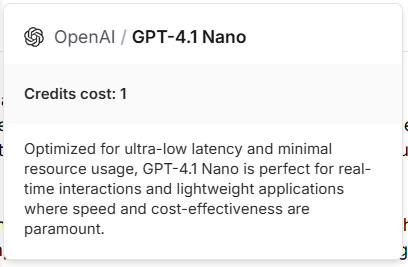 OpenAI / GPT-4.1 Nano
Credits cost: 1
Optimized for ultra-low latency and minimal
resource usage, GPT-4.1 Nano is perfect for real-
time interactions and lightweight applications
where speed and cost-effectiveness are
paramount.